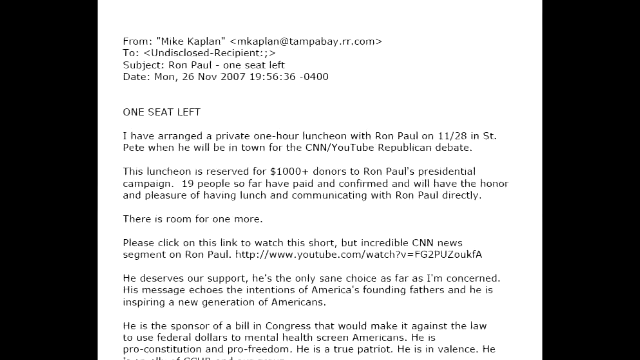 From: "Mike Kaplan" <mkaplan@tampabay.rr.com>
To: <Undisclosed-Recipient:;>
Subject: Ron Paul - one seat left
Date: Mon, 26 Nov 2007 19:56:36 -0400
ONE SEAT LEFT
I have arranged a private one-hour luncheon with Ron Paul on 11/28 in St.
Pete when he will be in town for the CNN/YouTube Republican debate.
This luncheon is reserved for $1000+ donors to Ron Paul's presidential
campaign. 19 people so far have paid and confirmed and will have the honor
and pleasure of having lunch and communicating with Ron Paul directly.
There is room for one more.
Please click on this link to watch this short, but incredible CNN news
segment on Ron Paul. http://www.youtube.com/watch?v=FG2PUZoukfA
He deserves our support, he's the only sane choice as far as I'm concerned.
His message echoes the intentions of America's founding fathers and he is
inspiring a new generation of Americans.
He is the sponsor of a bill in Congress that would make it against the law
to use federal dollars to mental health screen Americans. He is
pro-constitution and pro-freedom. He is a true patriot. He is in valence. He